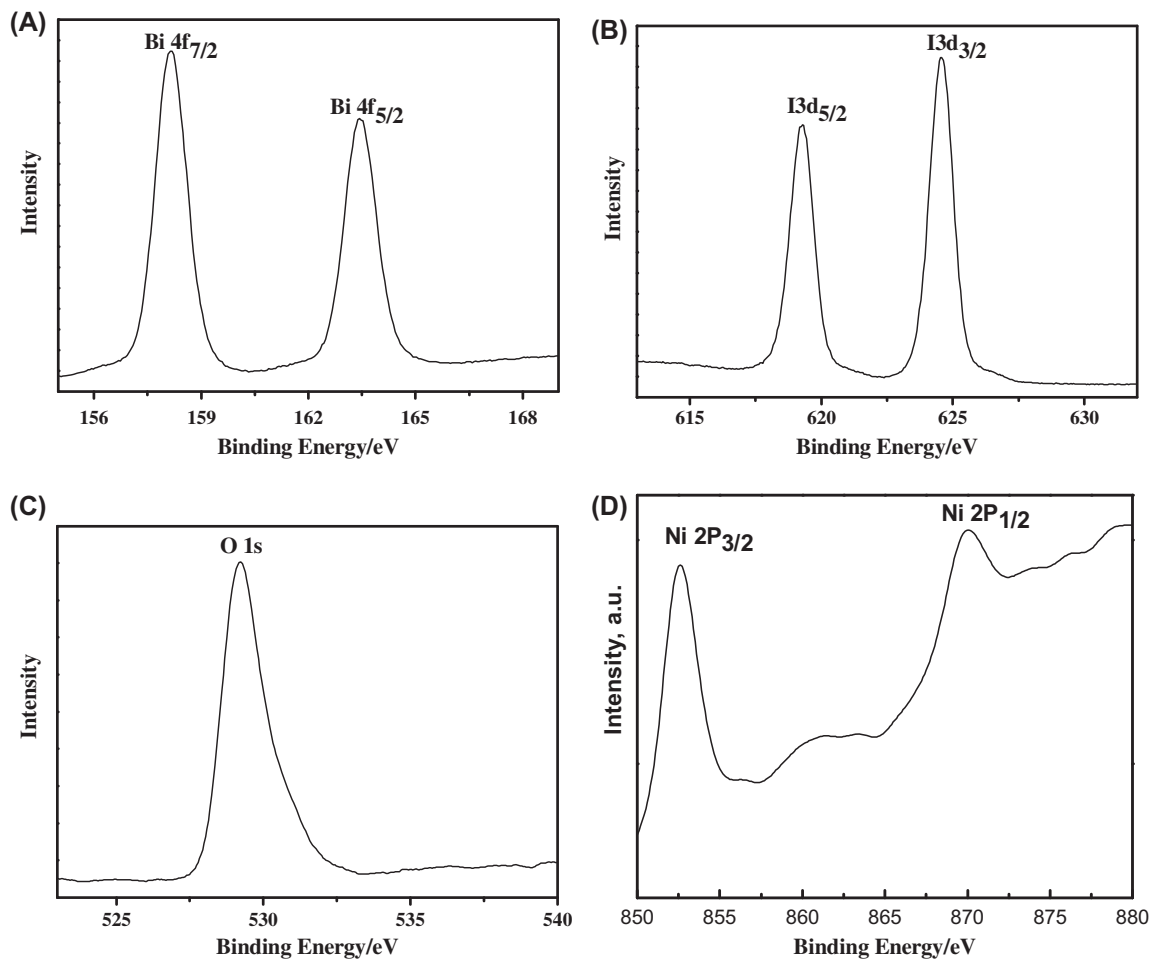 (A)
Bi 4f7/2
Bi 4f5/2
Intensity
156 159 162 165 168
Binding Energy/eV
(B)
I3d3/2
I3d5/2
Intensity
615 620 625 630
Binding Energy/eV
(C)
O 1s
Intensity
525 530 535 540
Binding Energy/eV
(D)
Ni 2P1/2
Ni 2P3/2
Intensity, a.u.
850 855 860 865 870 875 880
Binding Energy/eV